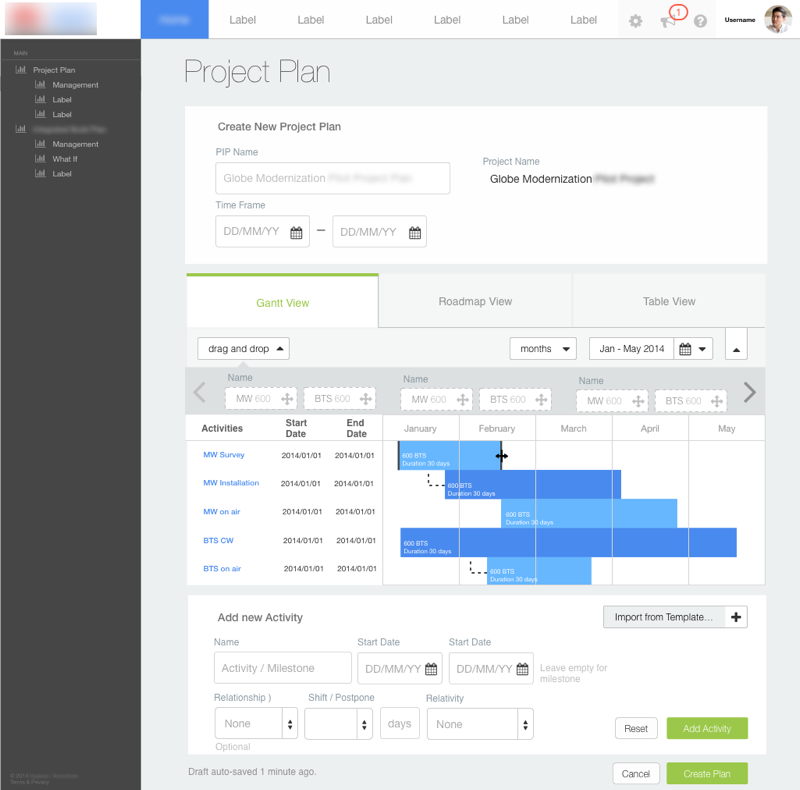 Label Label Label Label Label Label 1 Username
MAIN
Project Plan
Management
Label
Label
Management
What If
Label
Project Plan
Create New Project Plan
PIP Name
Project Name
Globe Modernization
Globe Modernization
Time Frame
DD/MM/YY – DD/MM/YY
Gantt View Roadmap View Table View
drag and drop months Jan - May 2014
Name Name Name
MW 600 BTS 600 MW 600 BTS 600 MW 600 BTS 600
Activities Start Date End Date January February March April May
MW Survey 2014/01/01 2014/01/01 600 BTS
Duration 30 days
MW Installation 2014/01/01 2014/01/01 600 BTS
Duration 30 days
MW on air 2014/01/01 2014/01/01 600 BTS
Duration 30 days
BTS CW 2014/01/01 2014/01/01 600 BTS
Duration 30 days
BTS on air 2014/01/01 2014/01/01 600 BTS
Duration 30 days
Add new Activity Import from Template...
Name Start Date Start Date
Activity / Milestone DD/MM/YY DD/MM/YY Leave empty for
milestone
Relationship ) Shift / Postpone Relativity
None days None Reset Add Activity
Optional
Draft auto-saved 1 minute ago. Cancel Create Plan
Terms & Privacy